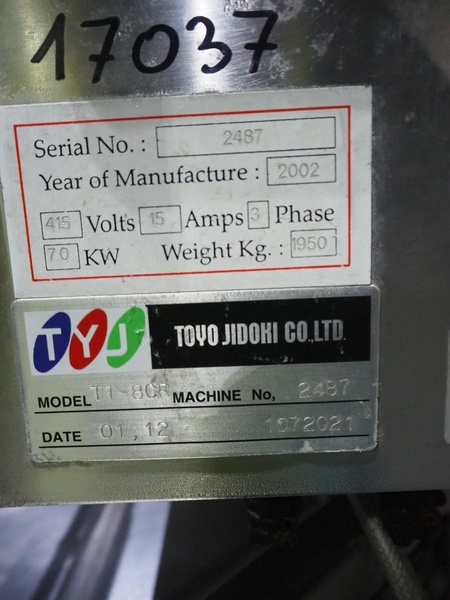 17037
Serial No. : 2487
Year of Manufacture : 2002
415 Volts 15 Amps 3 Phase
7.0 KW Weight Kg. : 1950
TYJ TOYO JIDOKI CO.,LTD.
MODEL MACHINE No, 2487
DATE 01,12 1072021